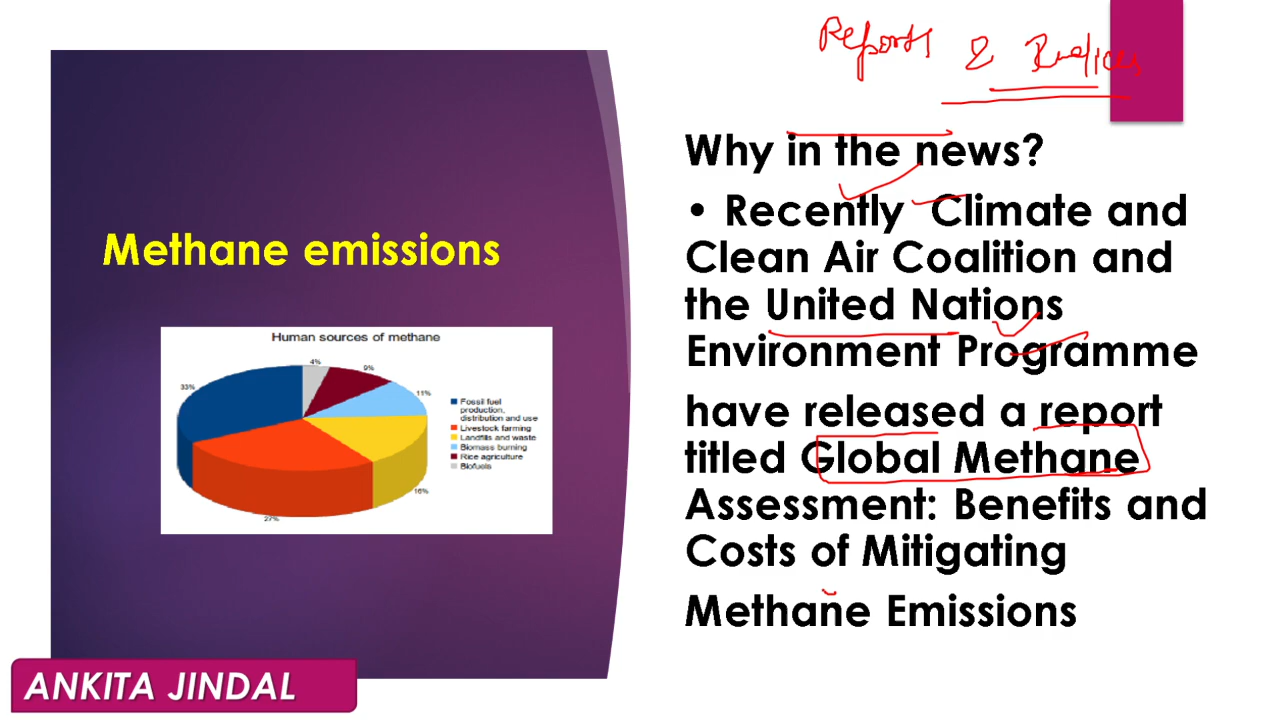 Reports &
Why in the news?
• Recently Climate and
Clean Air Coalition and
the United Nations
Environment Programme
have released a report
titled Global Methane
Assessment: Benefits and
Costs of Mitigating
Methane Emissions
Methane emissions
Human sources of methane
4%
9%
11%
16%
27%
33%
Fossil fuel
production,
distribution and use
Livestock farming
Landfills and waste
Biomass burning
Rice agriculture
Biofuels
ANKITA JINDAL